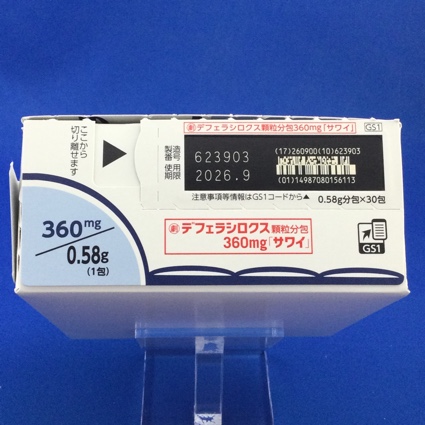 ここから
切り離せます
劇 デフェラシロクス顆粒分包360mg「サワイ」 GS1
製造番号 623903
使用期限 2026.9
(17)260900(10)623903
(01)14987080156113
注意事項等情報はGS1コードから▲ 0.58g分包×30包
360mg
0.58g
(1包)
劇 デフェラシロクス 顆粒分包
360mg「サワイ」
GS1